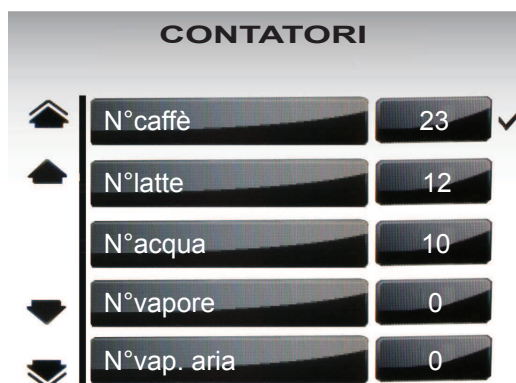 CONTATORI
N°caffè 23
N°latte 12
N°acqua 10
N°vapore 0
N°vap. aria 0